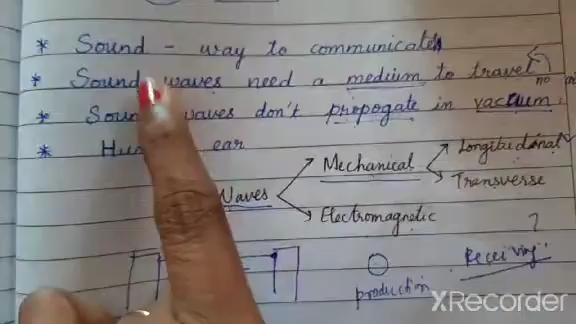 * Sound - way to communicate
* Sound waves need a medium to travel
no
* Sound waves don't propogate in vacuum.
* Human ear
Waves
Mechanical
Longitudinal
Transverse
Electromagnetic
?
production
Receiving
XRecorder